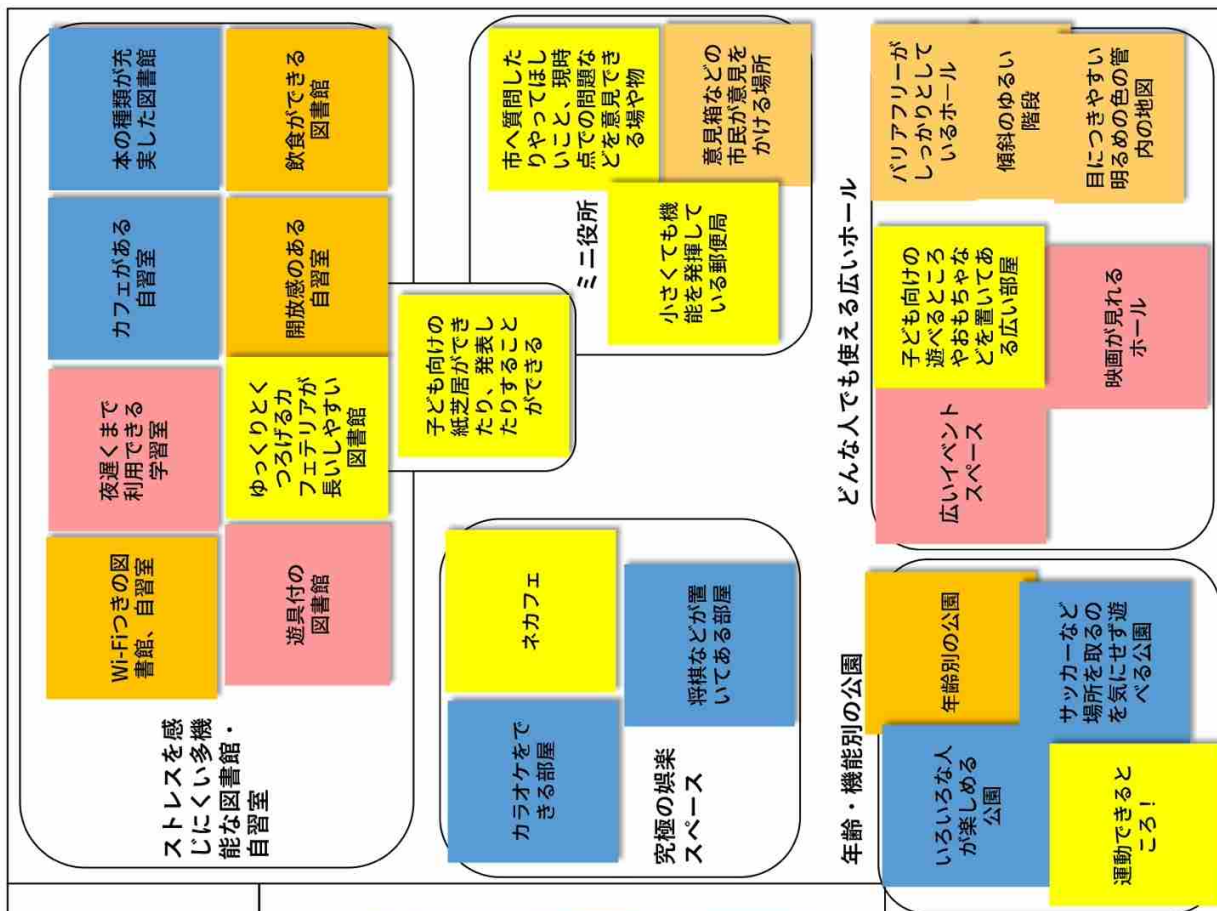 ストレスを感
じにくい多機
能な図書館・
自習室
Wi-Fiつきの図
書館、自習室
夜遅くまで
利用できる
学習室
カフェがある
自習室
本の種類が充
実した図書館
遊具付の
図書館
ゆっくりとく
つろげるカ
フェテリアが
長いしやすい
図書館
開放感のある
自習室
飲食ができる
図書館
子ども向けの
紙芝居ができ
たり、発表し
たりすること
ができる
究極の娯楽
スペース
カラオケをで
きる部屋
ネカフェ
将棋などが置
いてある部屋
ミニ役所
市へ質問した
りやってほし
いこと、現時
点での問題な
どを意見でき
る場や物
小さくても機
能を発揮して
いる郵便局
意見箱などの
市民が意見を
かける場所
年齢・機能別の公園
いろいろな人
が楽しめる
公園
年齢別の公園
運動できると
ころ！
サッカーなど
場所を取るの
を気にせず遊
べる公園
どんな人でも使える広いホール
広いイベント
スペース
子ども向けの
遊べるところ
やおもちゃな
どを置いてあ
る広い部屋
映画が見れる
ホール
バリアフリーが
しっかりとして
いるホール
傾斜のゆるい
階段
目につきやすい
明るめの色の管
内の地図